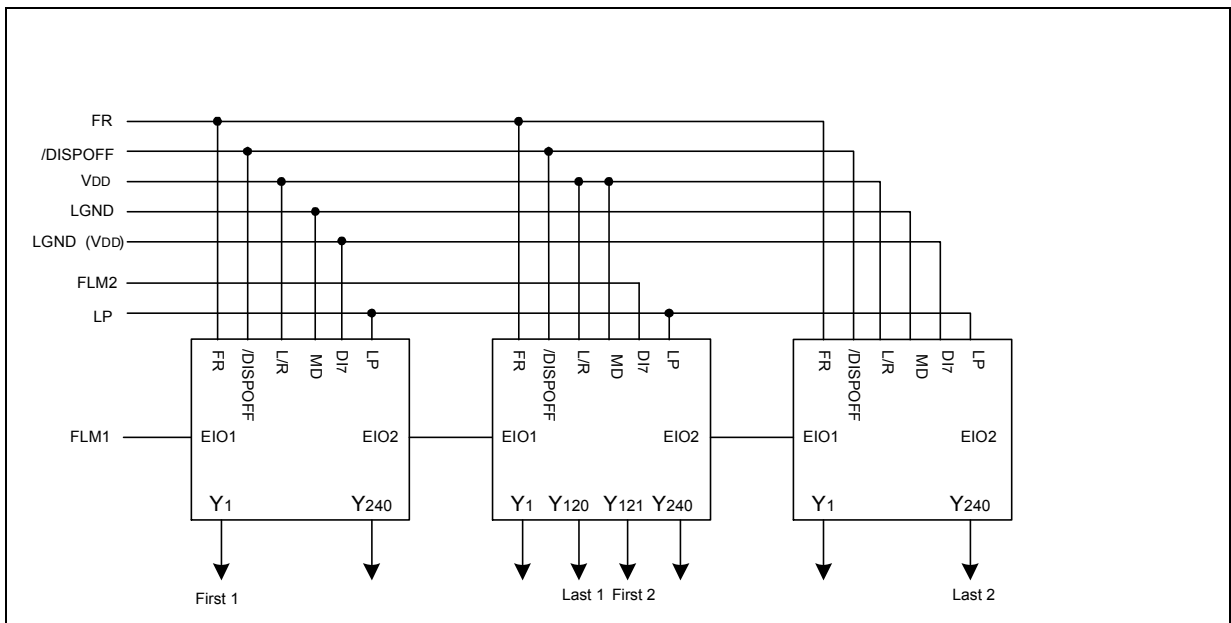 FR
/DISPOFF
VDD
LGND
LGND (VDD)
FLM2
LP
FR /DISPOFF L/R MD DI7 LP
FR /DISPOFF L/R MD DI7 LP
FR /DISPOFF L/R MD DI7 LP
FLM1
EIO1 EIO2
EIO1 EIO2
EIO1 EIO2
Y1 Y240
Y1 Y120 Y121 Y240
Y1 Y240
First 1
Last 1 First 2
Last 2